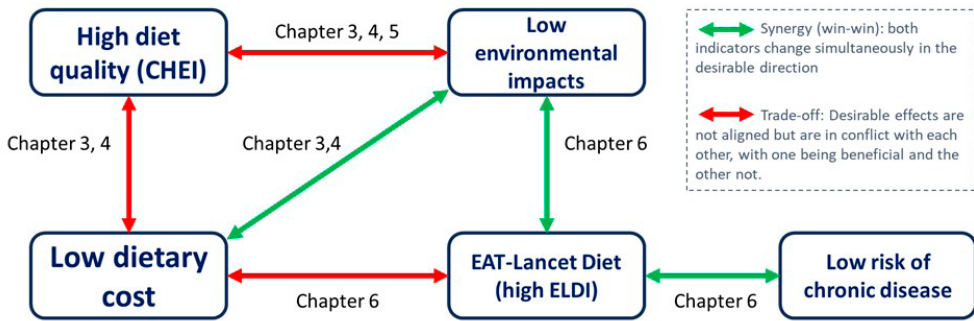 High diet
quality (CHEI)
Chapter 3, 4, 5
Low
environmental
impacts
Synergy (win-win): both
indicators change simultaneously in the
desirable direction
Trade-off: Desirable effects are
not aligned but are in conflict with each
other, with one being beneficial and the
other not.
Chapter 3, 4
Chapter 3,4
Chapter 6
Low dietary
cost
Chapter 6
EAT-Lancet Diet
(high ELDI)
Chapter 6
Low risk of
chronic disease